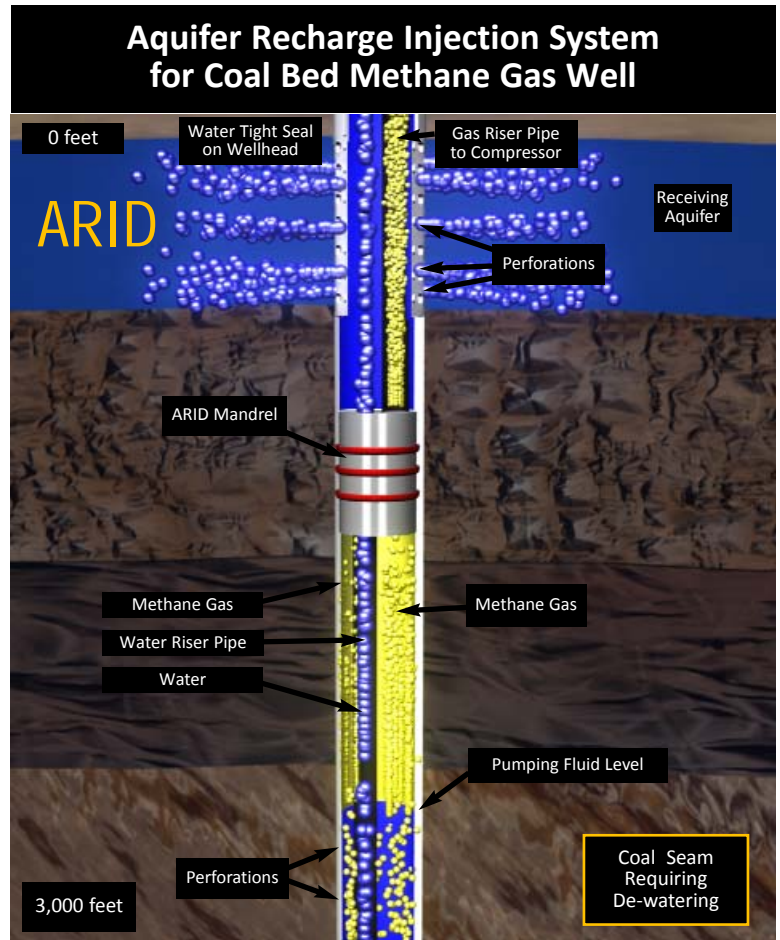 Aquifer Recharge Injection System
for Coal Bed Methane Gas Well
0 feet
Water Tight Seal
on Wellhead
Gas Riser Pipe
to Compressor
ARID
Receiving
Aquifer
Perforations
ARID Mandrel
Methane Gas
Methane Gas
Water Riser Pipe
Water
Pumping Fluid Level
Perforations
Coal Seam
Requiring
De-watering
3,000 feet